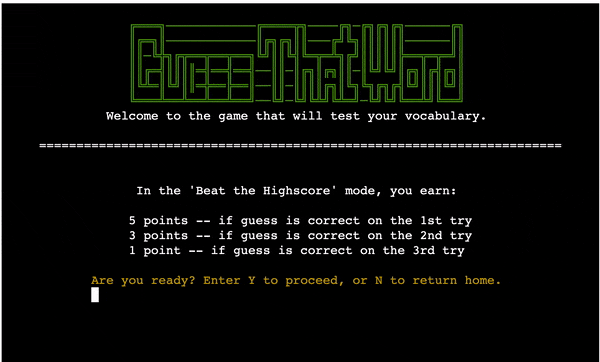 Guess That Word
Welcome to the game that will test your vocabulary.
======================================================================
In the 'Beat the Highscore' mode, you earn:
5 points -- if guess is correct on the 1st try
3 points -- if guess is correct on the 2nd try
1 point -- if guess is correct on the 3rd try
Are you ready? Enter Y to proceed, or N to return home.